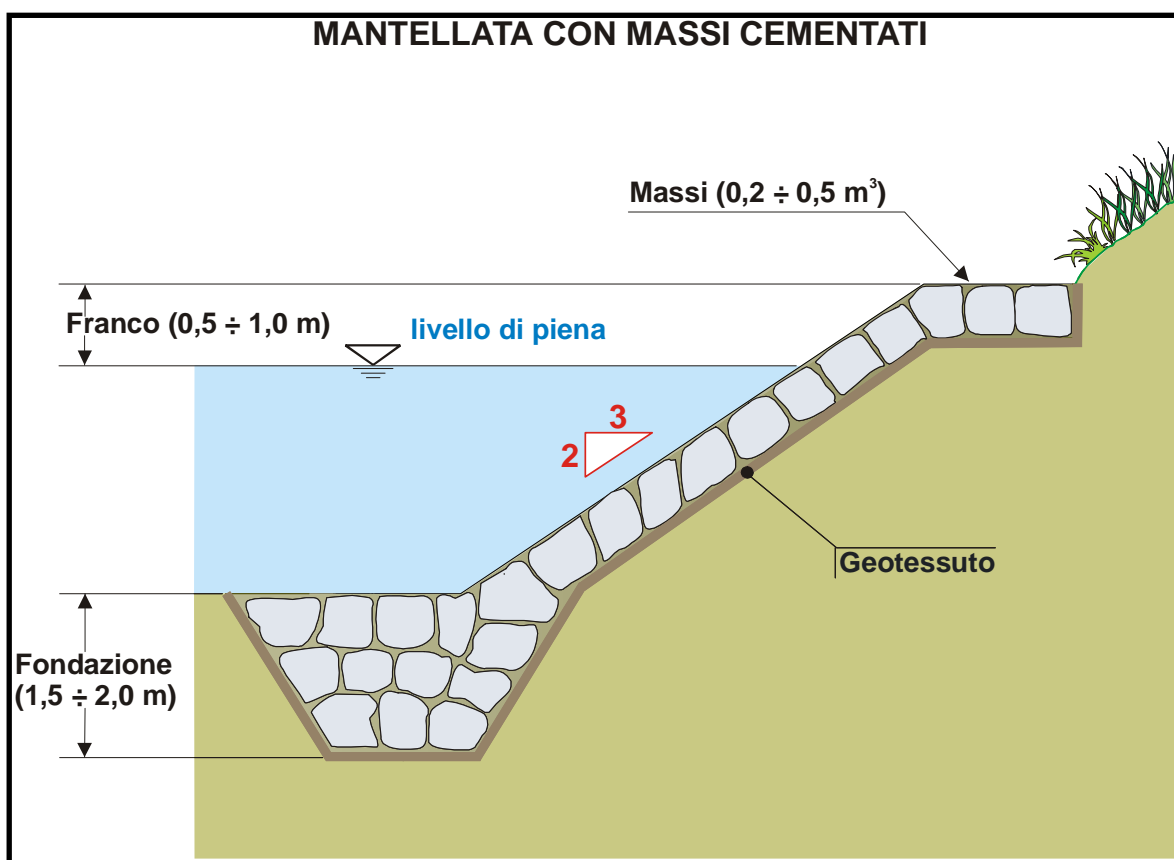 MANTELLATA CON MASSI CEMENTATI
Massi (0,2 ÷ 0,5 m³)
Franco (0,5 ÷ 1,0 m)
livello di piena
3
2
Geotessuto
Fondazione
(1,5 ÷ 2,0 m)